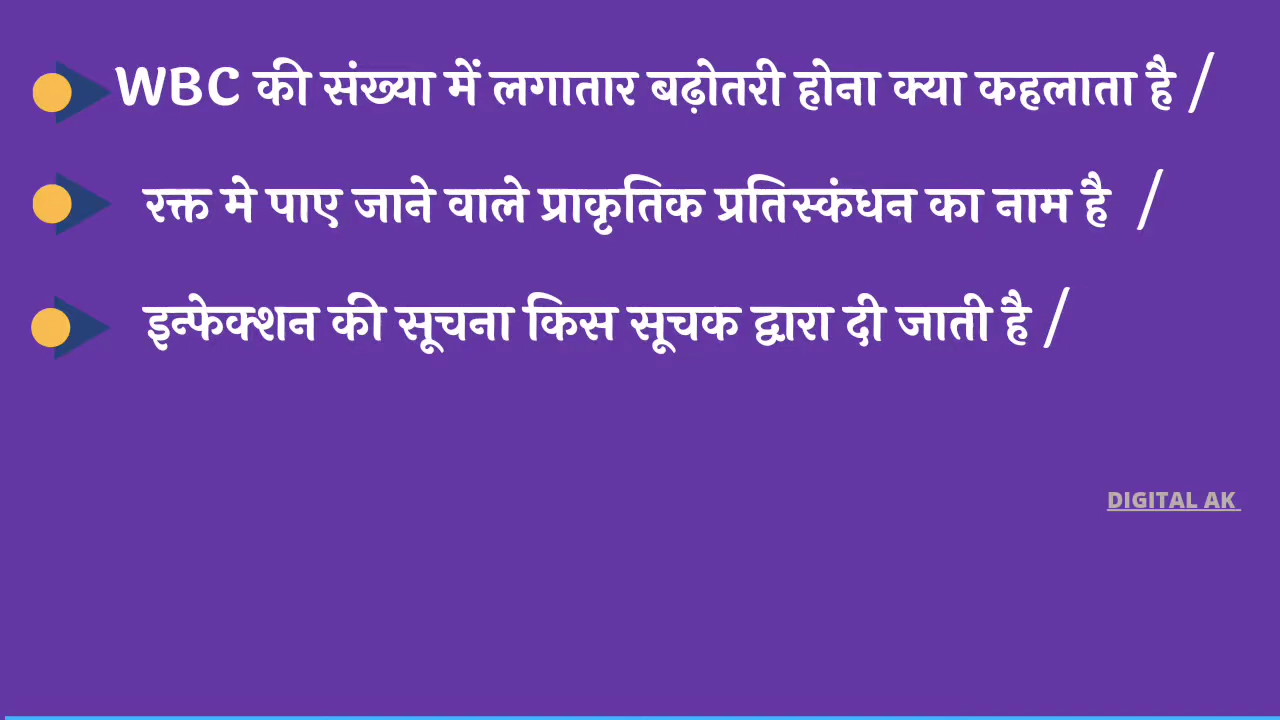 WBC की संख्या में लगातार बढ़ोतरी होना क्या कहलाता है /
रक्त मे पाए जाने वाले प्राकृतिक प्रतिस्कंधन का नाम है /
इन्फेक्शन की सूचना किस सूचक द्वारा दी जाती है /
DIGITAL AK